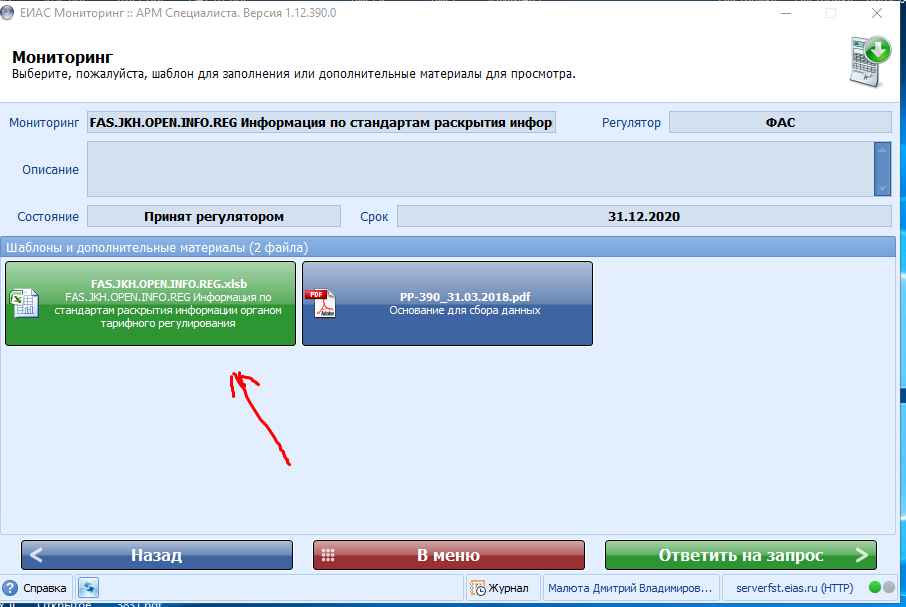 ЕИАС Мониторинг :: АРМ Специалиста. Версия 1.12.390.0
Мониторинг
Выберите, пожалуйста, шаблон для заполнения или дополнительные материалы для просмотра.
Мониторинг FAS.JKH.OPEN.INFO.REG Информация по стандартам раскрытия инфор Регулятор ФАС
Описание
Состояние Принят регулятором Срок 31.12.2020
Шаблоны и дополнительные материалы (2 файла)
FAS.JKH.OPEN.INFO.REG.xlsb
FAS.JKH.OPEN.INFO.REG Информация по
стандартам раскрытия информации органом
тарифного регулирования
PDF
Adobe
PP-390_31.03.2018.pdf
Основание для сбора данных
Назад В меню Ответить на запрос
Справка Журнал Малюта Дмитрий Владимиров... serverfst.eias.ru (HTTP)